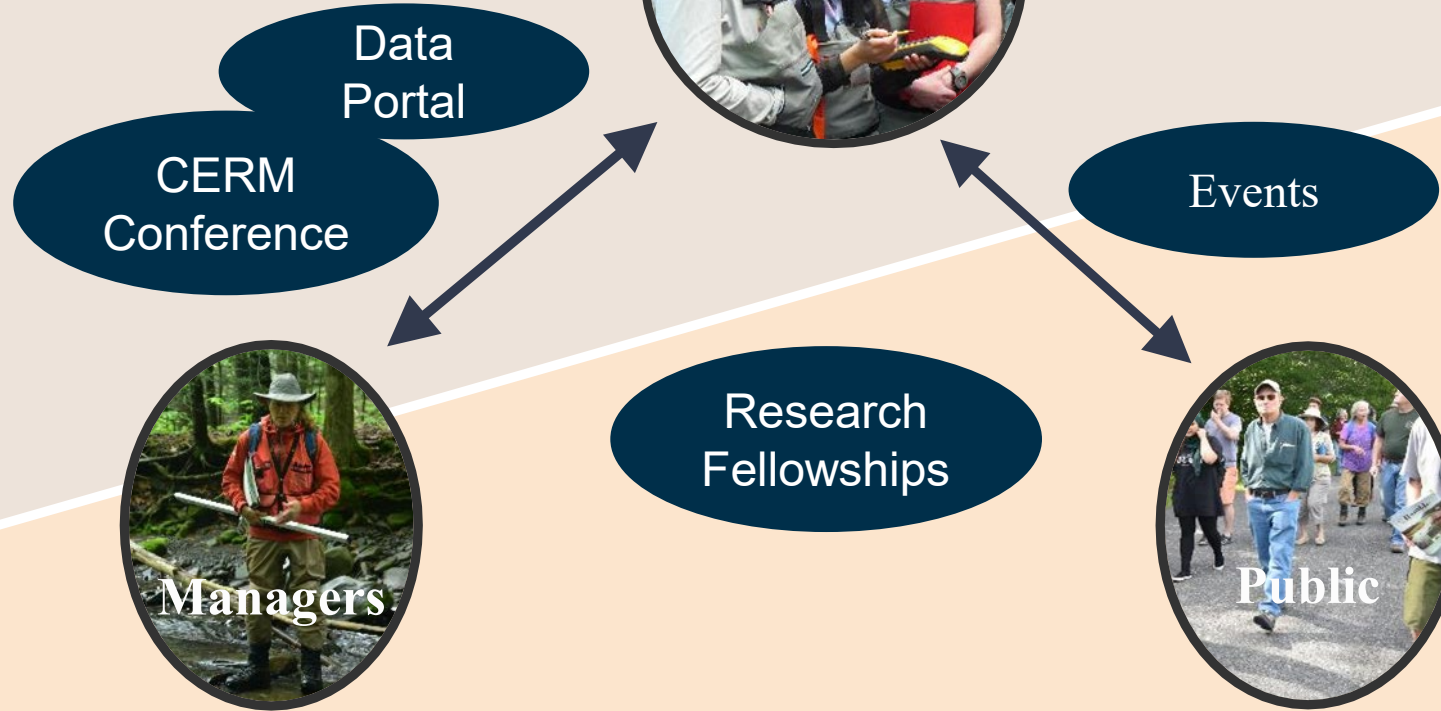 Data
Portal
CERM
Conference
Events
Research
Fellowships
Managers
Public